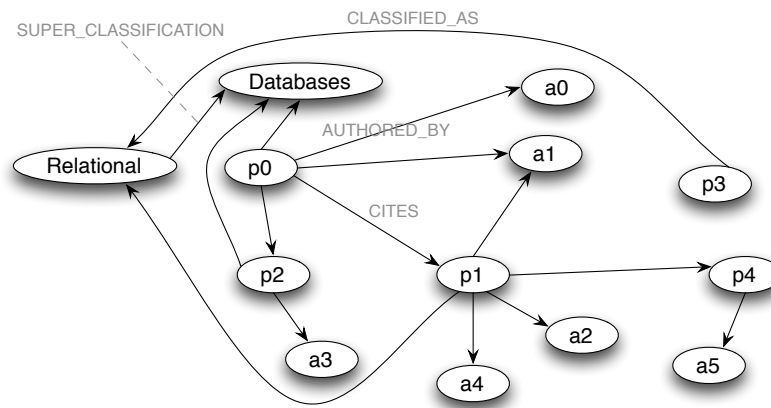 CLASSIFIED_AS
SUPER_CLASSIFICATION
Databases
a0
AUTHORED_BY
a1
Relational
p0
p3
CITES
p2
p1
p4
a2
a3
a5
a4